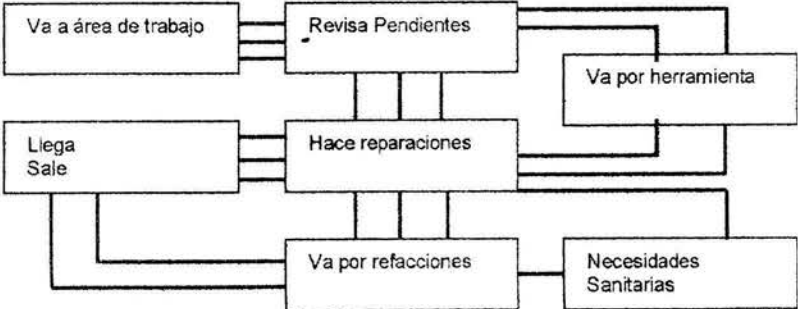 Va a área de trabajo
Revisa Pendientes
Va por herramienta
Llega
Sale
Hace reparaciones
Va por refacciones
Necesidades
Sanitarias